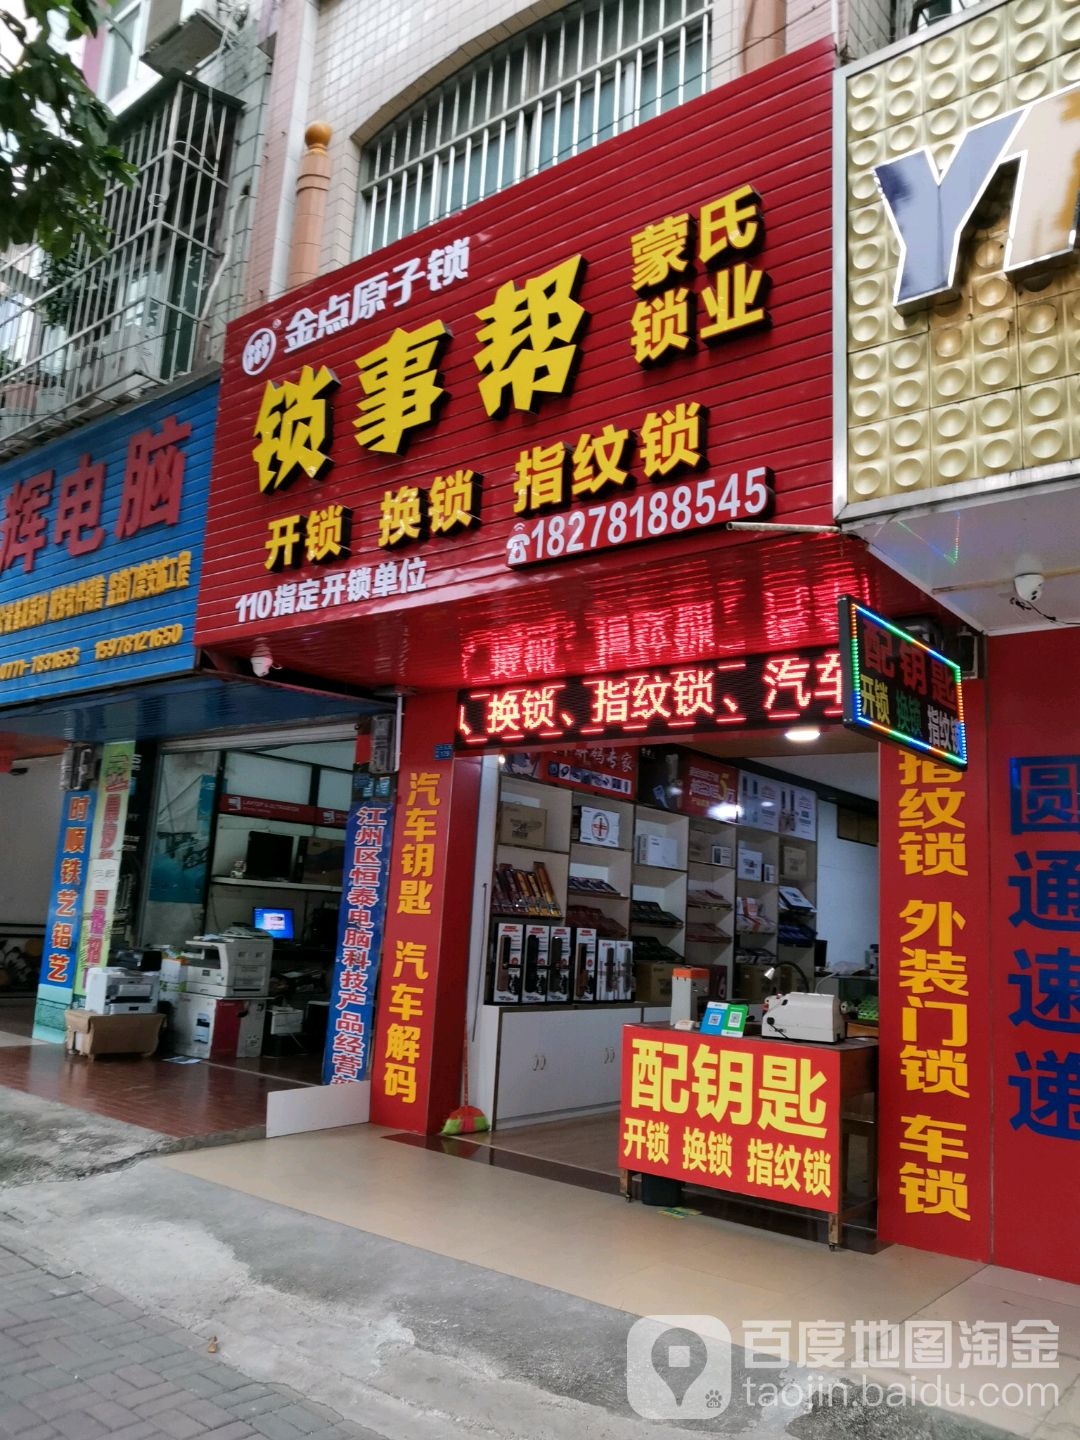 金点原子锁
锁事帮
蒙氏
锁业
开锁 换锁 指纹锁
18278188545
110指定开锁单位
辉电脑
0771-7831653 15978121650
、换锁、指纹锁、汽车
配钥匙
开锁 换锁 指纹锁
汽车钥匙 汽车解码
江州区恒泰电脑科技产品经营部
时顺铁艺铝艺
指纹锁 外装门锁 车锁
圆通速递
配钥匙
开锁 换锁 指纹锁
百度地图淘金
taojin.baidu.com